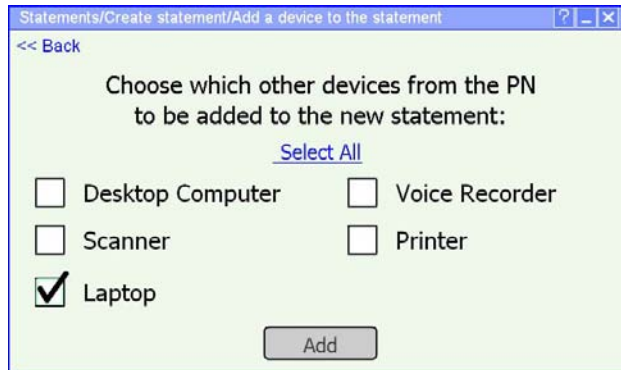 Statements/Create statement/Add a device to the statement
<< Back
Choose which other devices from the PN
to be added to the new statement:
Select All
Desktop Computer
Voice Recorder
Scanner
Printer
Laptop
Add